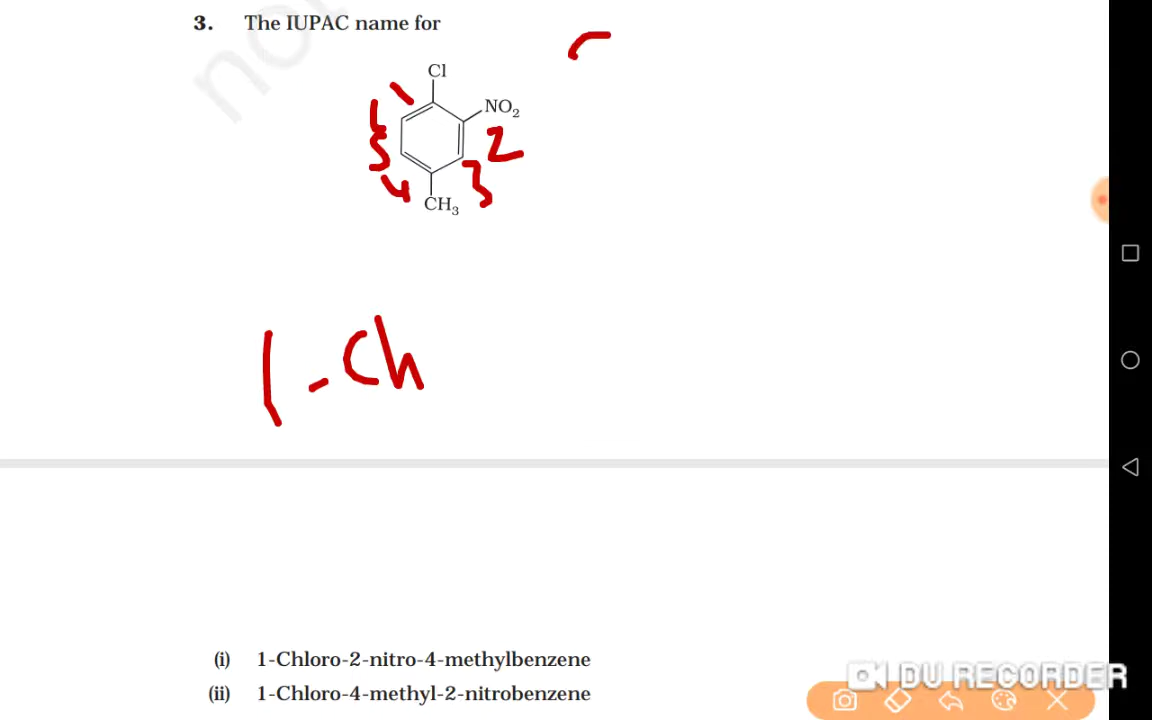 3. The IUPAC name for
Cl
NO2
CH3
1
2
3
4
5
1 - Ch
(i) 1-Chloro-2-nitro-4-methylbenzene
(ii) 1-Chloro-4-methyl-2-nitrobenzene
DU RECORDER